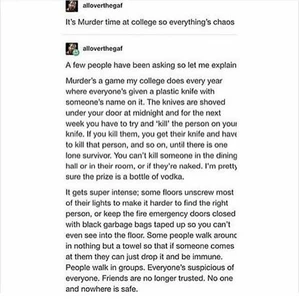 alloverthegaf
It's Murder time at college so everything's chaos
alloverthegaf
A few people have been asking so let me explain
Murder's a game my college does every year
where everyone's given a plastic knife with
someone's name on it. The knives are shoved
under your door at midnight and for the next
week you have to try and 'kill' the person on your
knife. If you kill them, you get their knife and have
to kill that person, and so on, until there is one
lone survivor. You can't kill someone in the dining
hall or in their room, or if they're naked. I'm pretty
sure the prize is a bottle of vodka.
It gets super intense; some floors unscrew most
of their lights to make it harder to find the right
person, or keep the fire emergency doors closed
with black garbage bags taped up so you can't
even see into the floor. Some people walk around
in nothing but a towel so that if someone comes
at them they can just drop it and be immune.
People walk in groups. Everyone's suspicious of
everyone. Friends are no longer trusted. No one
and nowhere is safe.